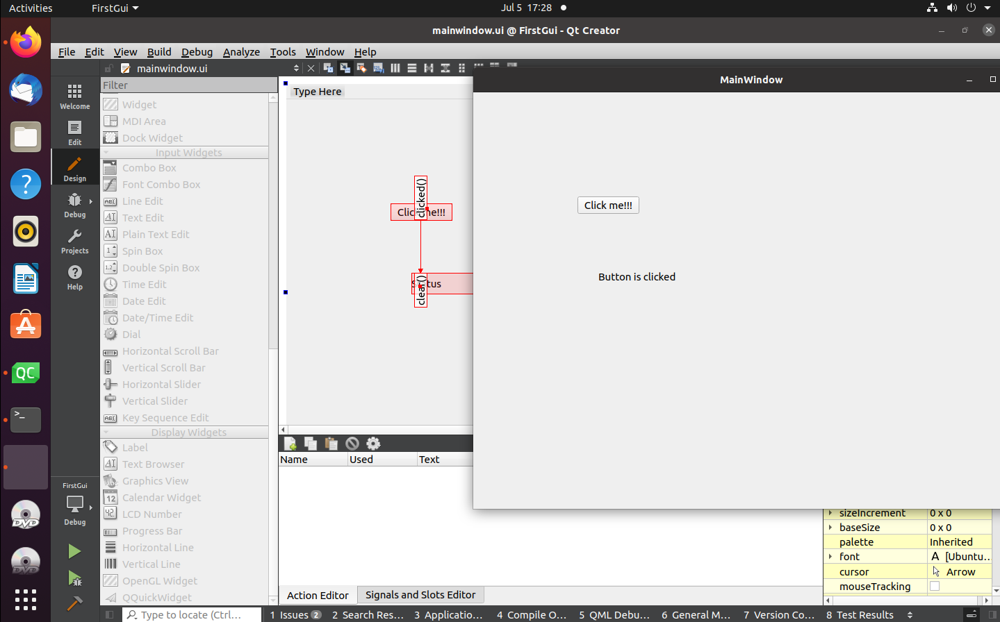 Activities
FirstGui
Jul 5 17:28
mainwindow.ui @ FirstGui - Qt Creator
File Edit View Build Debug Analyze Tools Window Help
mainwindow.ui
Filter
Welcome
Edit
Design
Debug
Projects
Help
FirstGui
Debug
Widget
MDI Area
Dock Widget
Input Widgets
Combo Box
Font Combo Box
Line Edit
Text Edit
Plain Text Edit
Spin Box
Double Spin Box
Time Edit
Date Edit
Date/Time Edit
Dial
Horizontal Scroll Bar
Vertical Scroll Bar
Horizontal Slider
Vertical Slider
Key Sequence Edit
Display Widgets
Label
Text Browser
Graphics View
Calendar Widget
LCD Number
Progress Bar
Horizontal Line
Vertical Line
OpenGL Widget
QQuickWidget
Type Here
clicked()
Click me!!!
Status
clear()
MainWindow
Click me!!!
Button is clicked
Name Used Text
sizeIncrement 0 x 0
baseSize 0 x 0
palette Inherited
font A [Ubuntu...
cursor Arrow
mouseTracking
Action Editor Signals and Slots Editor
Type to locate (Ctrl...
1 Issues 2
2 Search Res...
3 Applicatio...
4 Compile O...
5 QML Debu...
6 General M...
7 Version Co...
8 Test Results